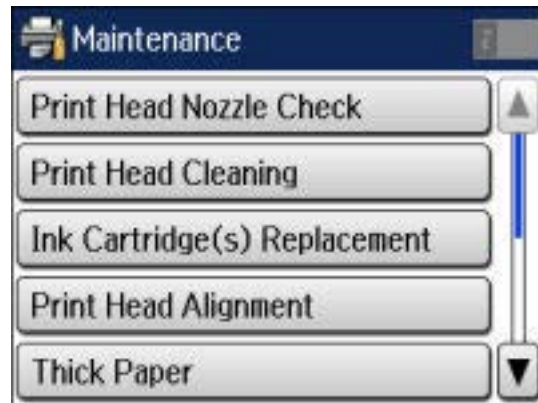 Maintenance
Print Head Nozzle Check
Print Head Cleaning
Ink Cartridge(s) Replacement
Print Head Alignment
Thick Paper